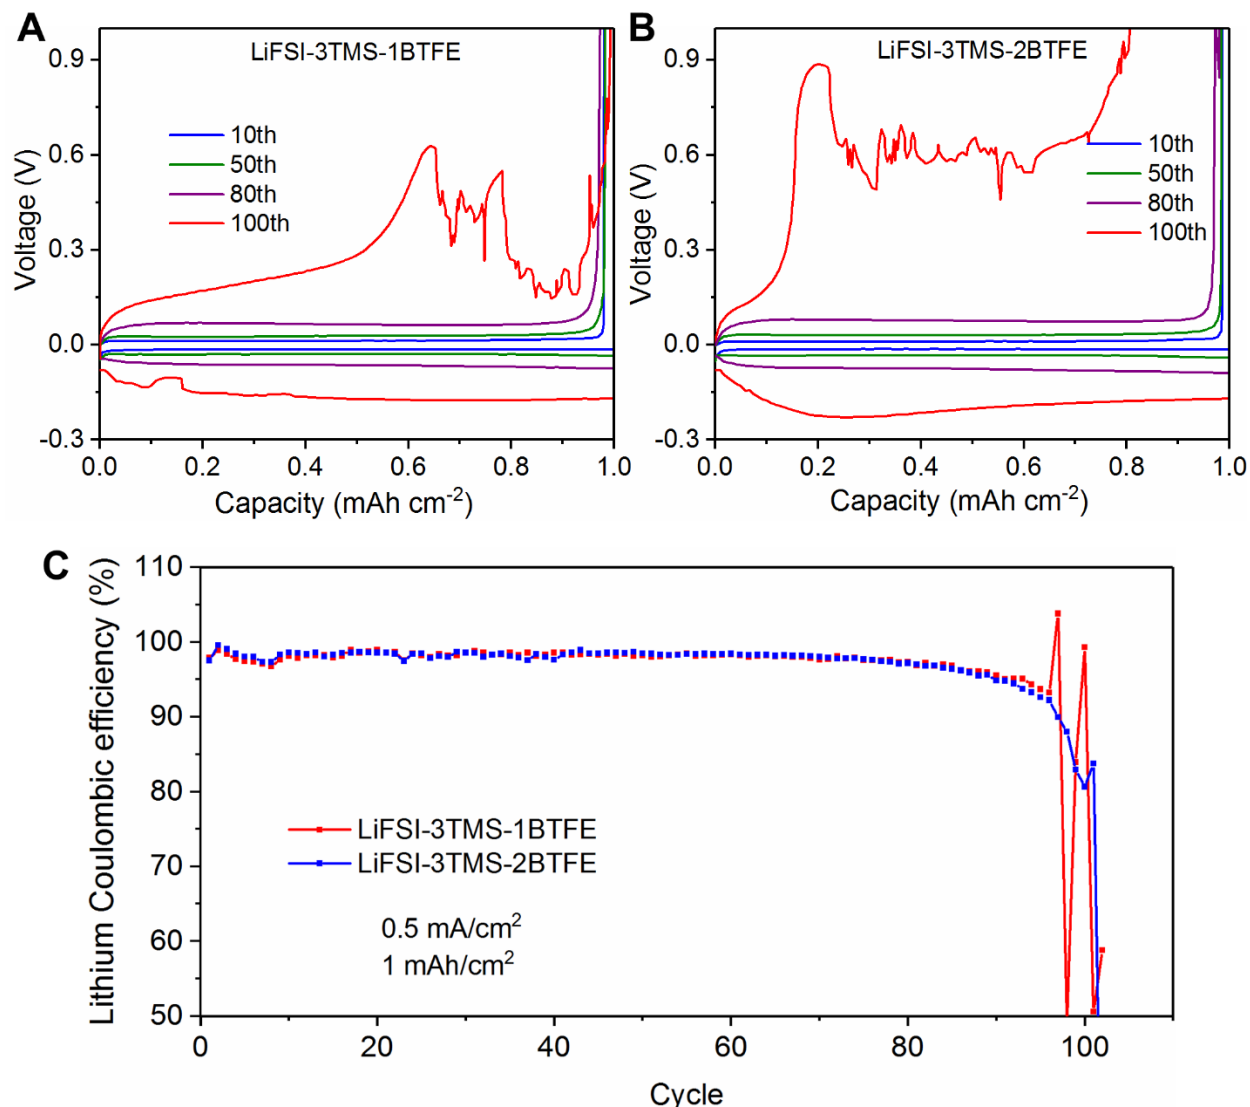 A
LiFSI-3TMS-1BTFE
0.9
0.6
0.3
0.0
-0.3
Voltage (V)
10th
50th
80th
100th
0.0 0.2 0.4 0.6 0.8 1.0
Capacity (mAh cm⁻²)
B
LiFSI-3TMS-2BTFE
0.9
0.6
0.3
0.0
-0.3
Voltage (V)
10th
50th
80th
100th
0.0 0.2 0.4 0.6 0.8 1.0
Capacity (mAh cm⁻²)
C
110
100
90
80
70
60
50
Lithium Coulombic efficiency (%)
LiFSI-3TMS-1BTFE
LiFSI-3TMS-2BTFE
0.5 mA/cm²
1 mAh/cm²
0 20 40 60 80 100
Cycle